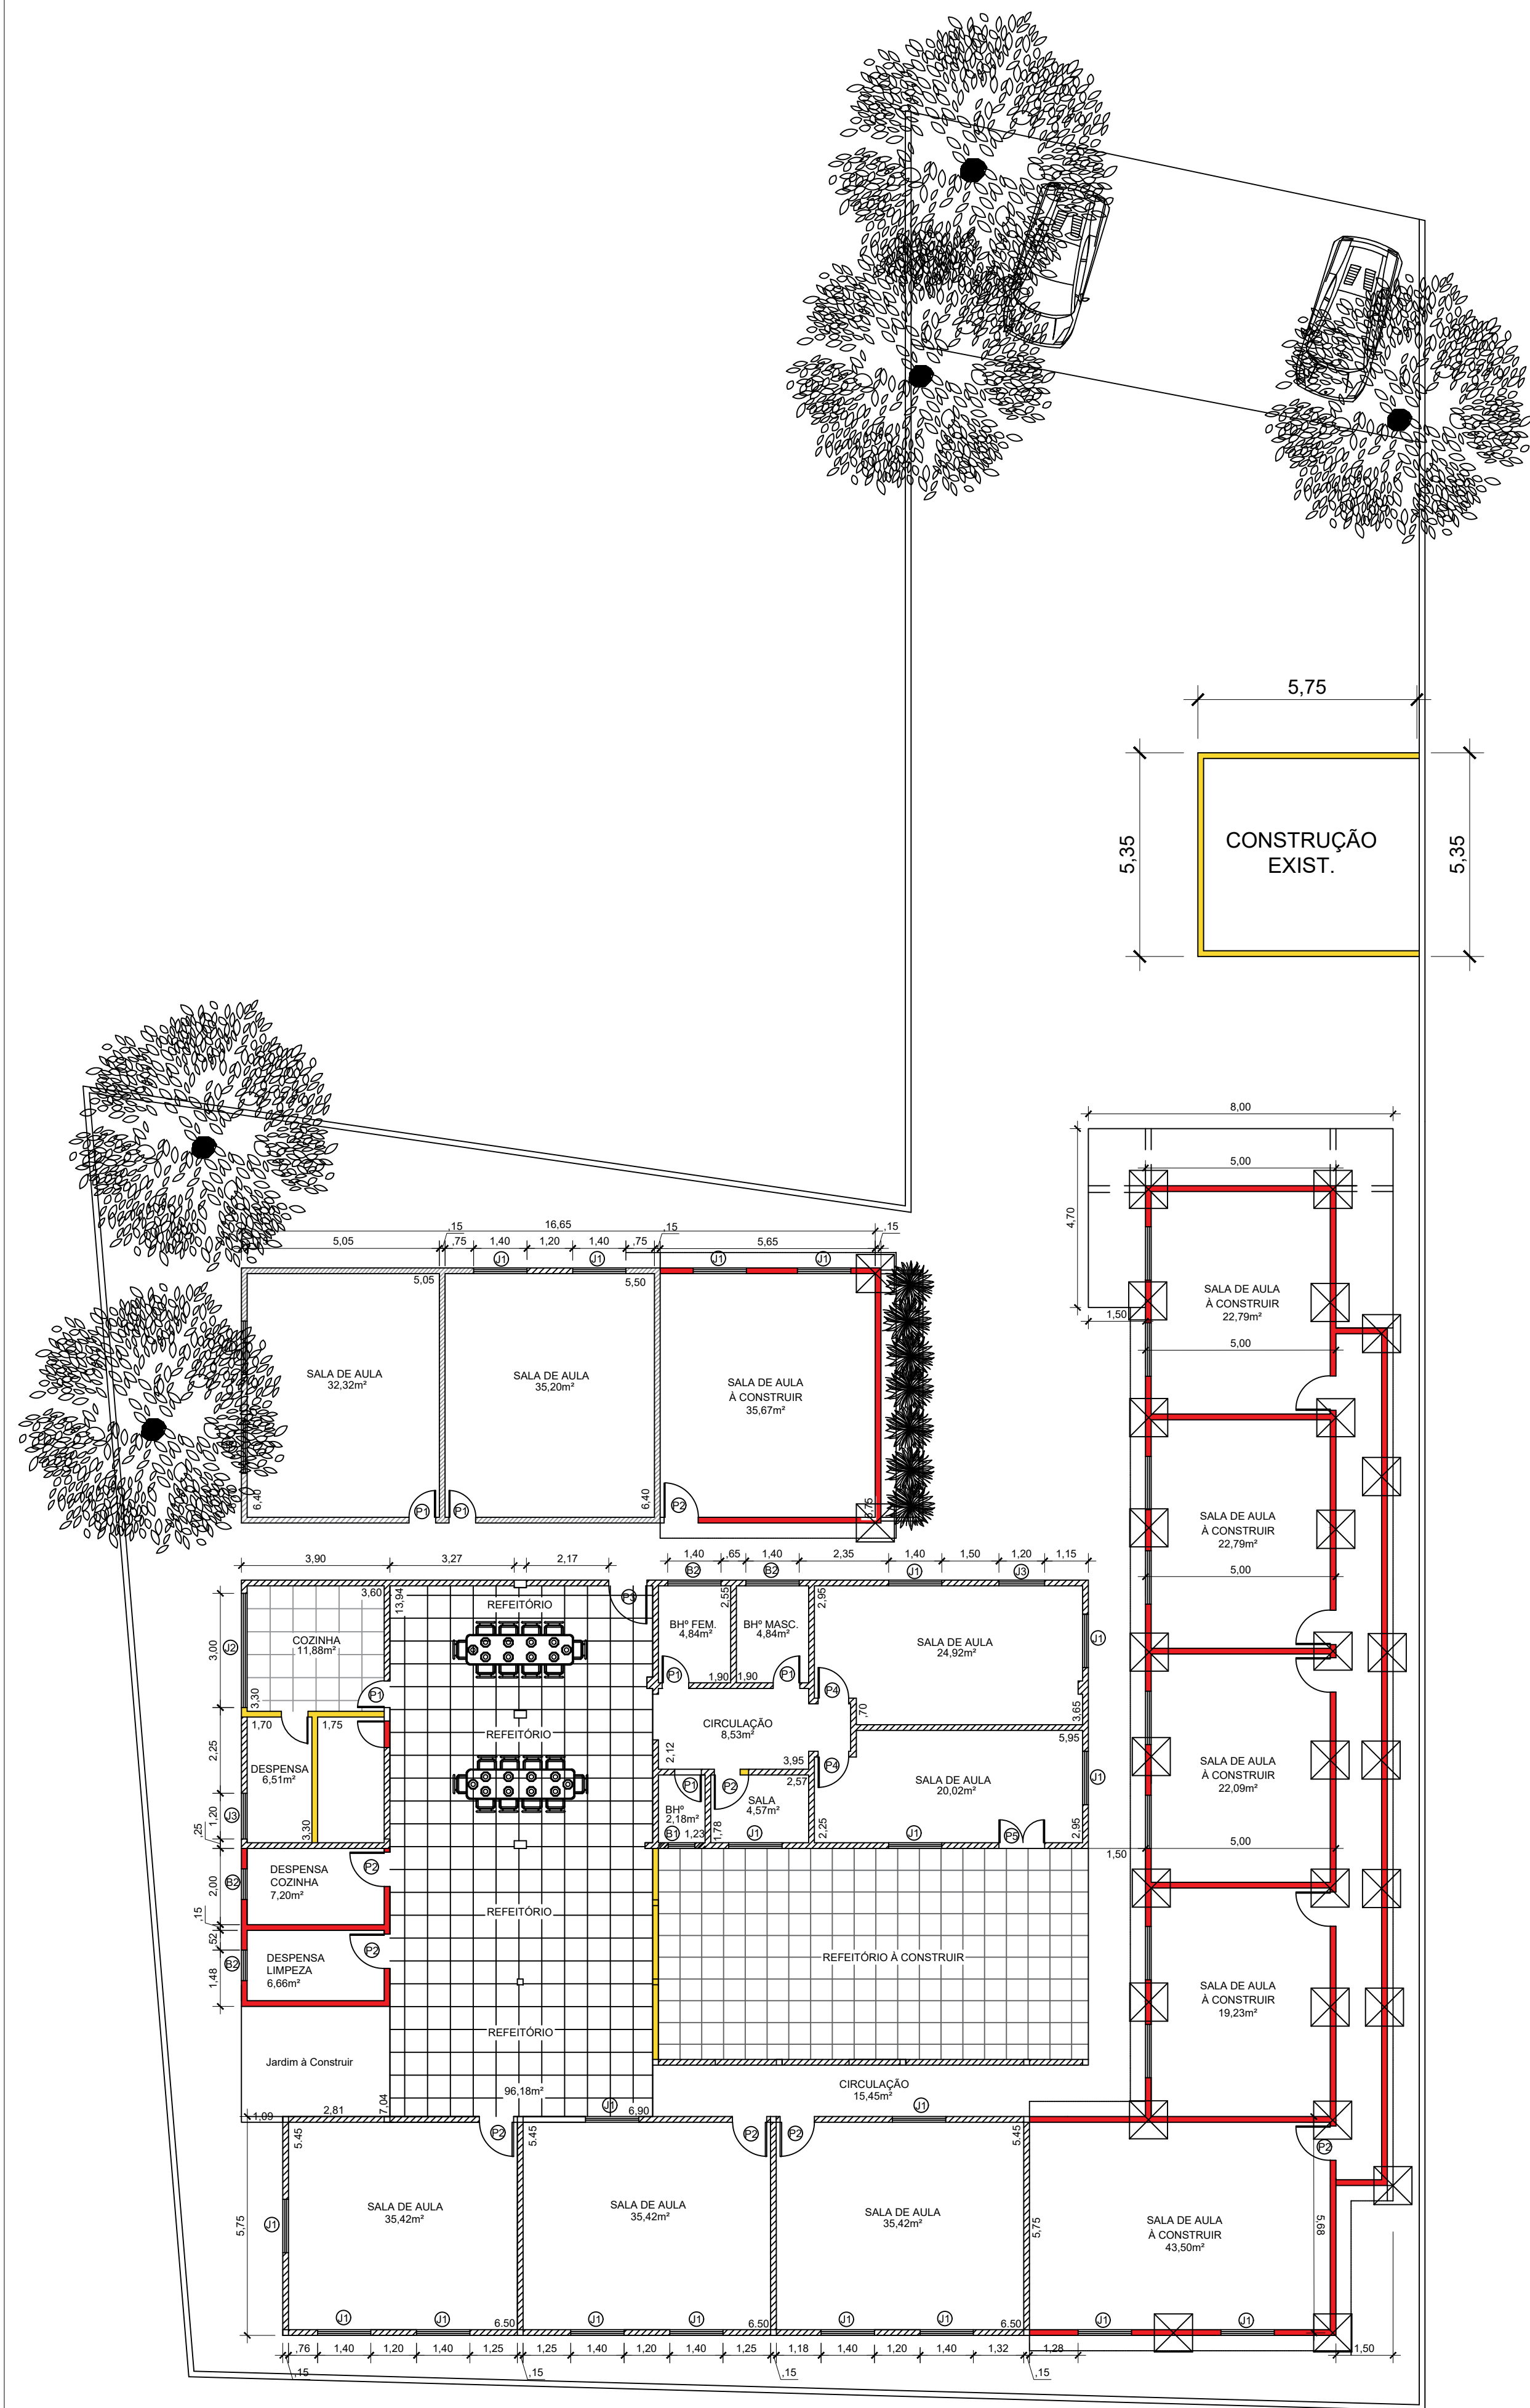 5,75
5,35
CONSTRUÇÃO
EXIST.
5,35
8,00
5,00
4,70
1,50
SALA DE AULA
À CONSTRUIR
22,79m²
5,00
,15
16,65
,15
,15
5,05
,75
1,40
1,20
1,40
,75
5,65
J1
J1
J1
J1
5,05
5,50
SALA DE AULA
32,32m²
SALA DE AULA
35,20m²
SALA DE AULA
À CONSTRUIR
35,67m²
6,40
6,40
P1
P1
P2
SALA DE AULA
À CONSTRUIR
22,79m²
5,00
3,90
3,27
2,17
1,40
,65
1,40
2,35
1,40
1,50
1,20
1,15
B2
B2
J1
J3
P3
3,60
13,94
REFEITÓRIO
2,55
2,95
J2
3,00
COZINHA
11,88m²
3,30
P1
BHº FEM.
4,84m²
BHº MASC.
4,84m²
SALA DE AULA
24,92m²
J1
P1
1,90
1,90
P1
P4
,70
3,65
1,70
1,75
REFEITÓRIO
CIRCULAÇÃO
8,53m²
5,95
2,25
DESPENSA
6,51m²
2,12
3,95
P4
2,57
SALA DE AULA
20,02m²
J1
P1
P2
SALA
4,57m²
BHº
2,18m²
B1
1,23
1,78
J1
2,25
J1
P5
2,95
J3
1,20
,25
3,30
SALA DE AULA
À CONSTRUIR
22,09m²
5,00
1,50
DESPENSA
COZINHA
7,20m²
P2
B2
2,00
,15
REFEITÓRIO
DESPENSA
LIMPEZA
6,66m²
P2
B2
,52
1,48
REFEITÓRIO À CONSTRUIR
SALA DE AULA
À CONSTRUIR
19,23m²
REFEITÓRIO
Jardim à Construir
96,18m²
CIRCULAÇÃO
15,45m²
1,09
2,81
7,04
J1
6,90
J1
P2
P2
P2
P2
5.45
5.45
5.45
5,75
J1
SALA DE AULA
35,42m²
SALA DE AULA
35,42m²
SALA DE AULA
35,42m²
5,75
SALA DE AULA
À CONSTRUIR
43,50m²
5,68
J1
J1
6.50
J1
J1
6.50
J1
J1
6.50
J1
J1
,76
1,40
1,20
1,40
1,25
1,25
1,40
1,20
1,40
1,25
1,18
1,40
1,20
1,40
1,32
1,28
1,50
,15
,15
,15
,15